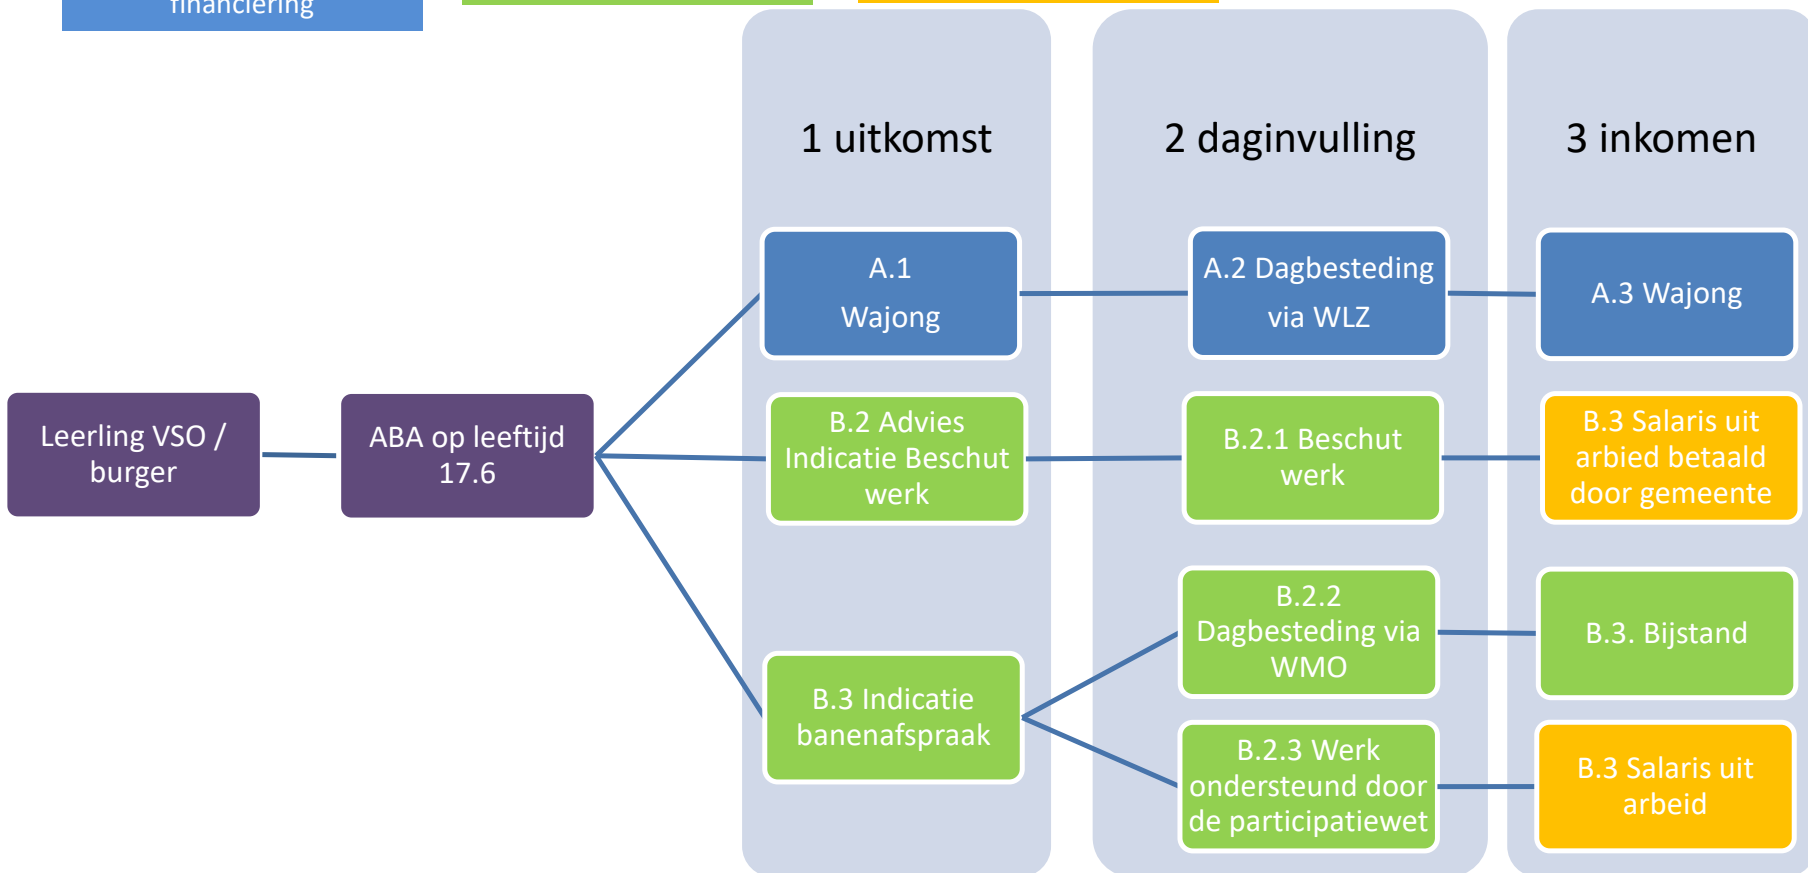 financiering
1 uitkomst
2 daginvulling
3 inkomen
A.1
Wajong
A.2 Dagbesteding
via WLZ
A.3 Wajong
Leerling VSO /
burger
ABA op leeftijd
17.6
B.2 Advies
Indicatie Beschut
werk
B.2.1 Beschut
werk
B.3 Salaris uit
arbied betaald
door gemeente
B.3 Indicatie
banenafspraak
B.2.2
Dagbesteding via
WMO
B.3. Bijstand
B.2.3 Werk
ondersteund door
de participatiewet
B.3 Salaris uit
arbeid